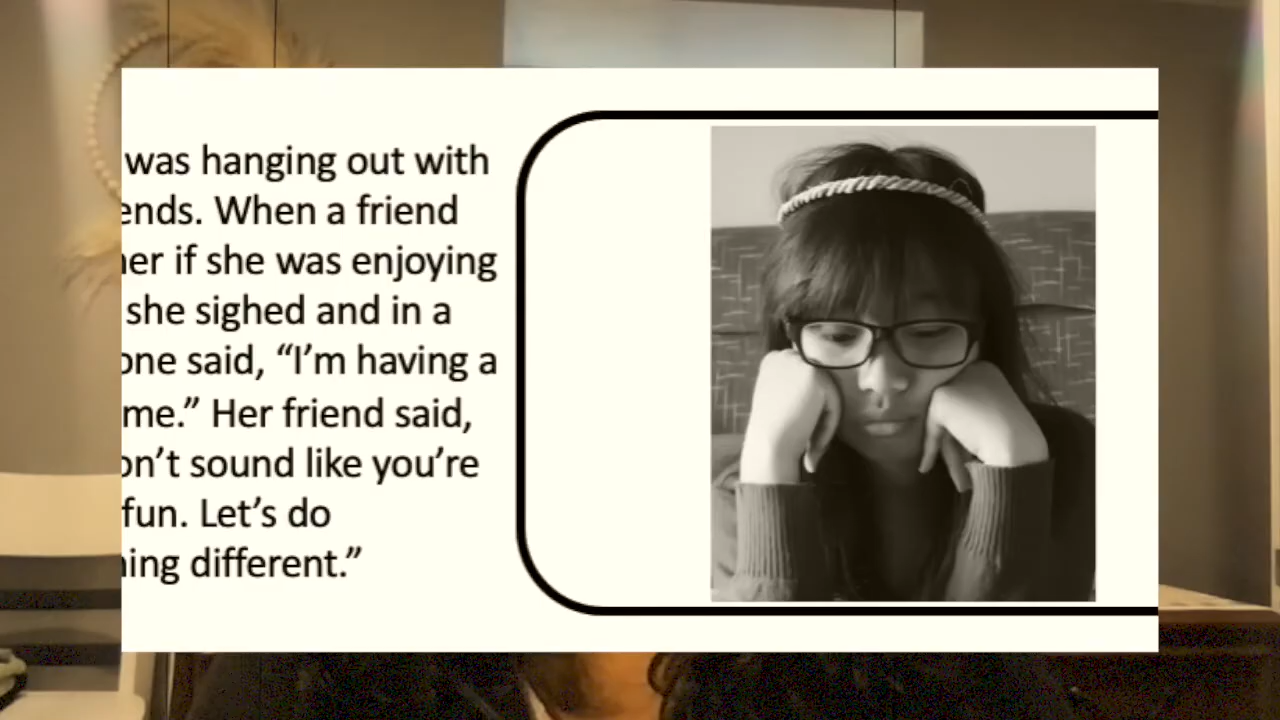 was hanging out with
ends. When a friend
her if she was enjoying
she sighed and in a
one said, “I’m having a
me.” Her friend said,
on’t sound like you’re
fun. Let’s do
hing different.”